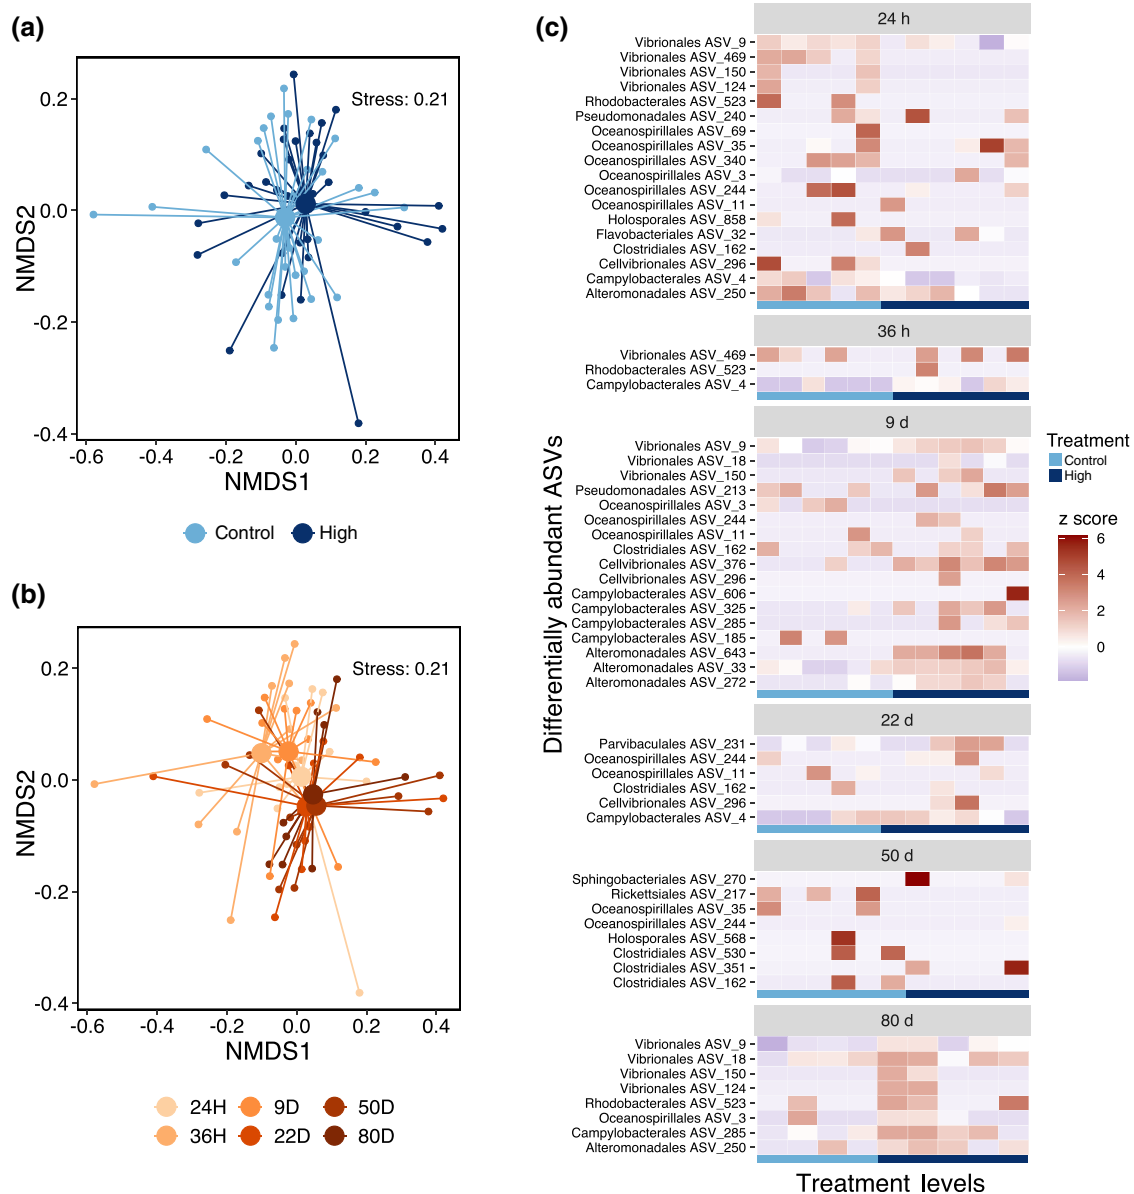 (a)
Stress: 0.21
0.2
0.0
-0.2
-0.4
NMDS2
-0.6 -0.4 -0.2 0.0 0.2 0.4
NMDS1
Control High
(b)
Stress: 0.21
0.2
0.0
-0.2
-0.4
NMDS2
-0.6 -0.4 -0.2 0.0 0.2 0.4
NMDS1
24H 9D 50D
36H 22D 80D
(c)
Differentially abundant ASVs
24 h
Vibrionales ASV_9
Vibrionales ASV_469
Vibrionales ASV_150
Vibrionales ASV_124
Rhodobacterales ASV_523
Pseudomonadales ASV_240
Oceanospirillales ASV_69
Oceanospirillales ASV_35
Oceanospirillales ASV_340
Oceanospirillales ASV_3
Oceanospirillales ASV_244
Oceanospirillales ASV_11
Holosporales ASV_858
Flavobacteriales ASV_32
Clostridiales ASV_162
Cellvibrionales ASV_296
Campylobacterales ASV_4
Alteromonadales ASV_250
36 h
Vibrionales ASV_469
Rhodobacterales ASV_523
Campylobacterales ASV_4
9 d
Vibrionales ASV_9
Vibrionales ASV_18
Vibrionales ASV_150
Pseudomonadales ASV_213
Oceanospirillales ASV_3
Oceanospirillales ASV_244
Oceanospirillales ASV_11
Clostridiales ASV_162
Cellvibrionales ASV_376
Cellvibrionales ASV_296
Campylobacterales ASV_606
Campylobacterales ASV_325
Campylobacterales ASV_285
Campylobacterales ASV_185
Alteromonadales ASV_643
Alteromonadales ASV_33
Alteromonadales ASV_272
22 d
Parvibaculales ASV_231
Oceanospirillales ASV_244
Oceanospirillales ASV_11
Clostridiales ASV_162
Cellvibrionales ASV_296
Campylobacterales ASV_4
50 d
Sphingobacteriales ASV_270
Rickettsiales ASV_217
Oceanospirillales ASV_35
Oceanospirillales ASV_244
Holosporales ASV_568
Clostridiales ASV_530
Clostridiales ASV_351
Clostridiales ASV_162
80 d
Vibrionales ASV_9
Vibrionales ASV_18
Vibrionales ASV_150
Vibrionales ASV_124
Rhodobacterales ASV_523
Oceanospirillales ASV_3
Campylobacterales ASV_285
Alteromonadales ASV_250
Treatment levels
Treatment
Control
High
z score
6
4
2
0